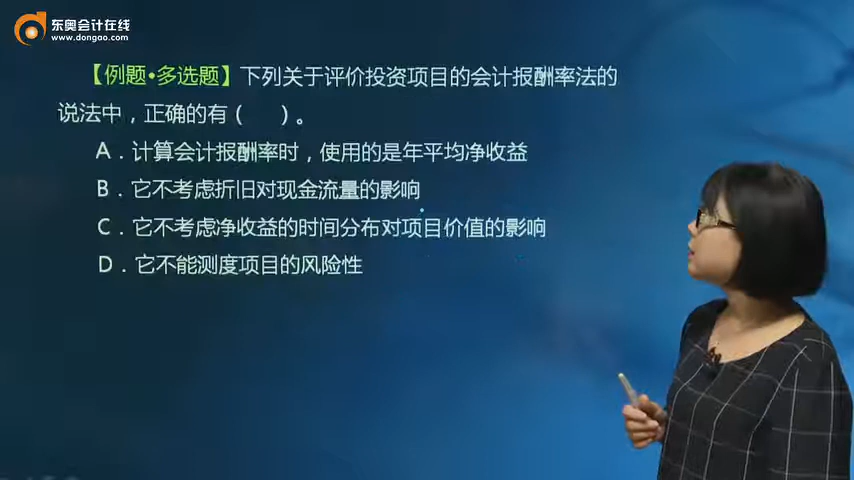 东奥会计在线
www.dongao.com
【例题•多选题】下列关于评价投资项目的会计报酬率法的
说法中，正确的有（　　）。
A．计算会计报酬率时，使用的是年平均净收益
B．它不考虑折旧对现金流量的影响
C．它不考虑净收益的时间分布对项目价值的影响
D．它不能测度项目的风险性